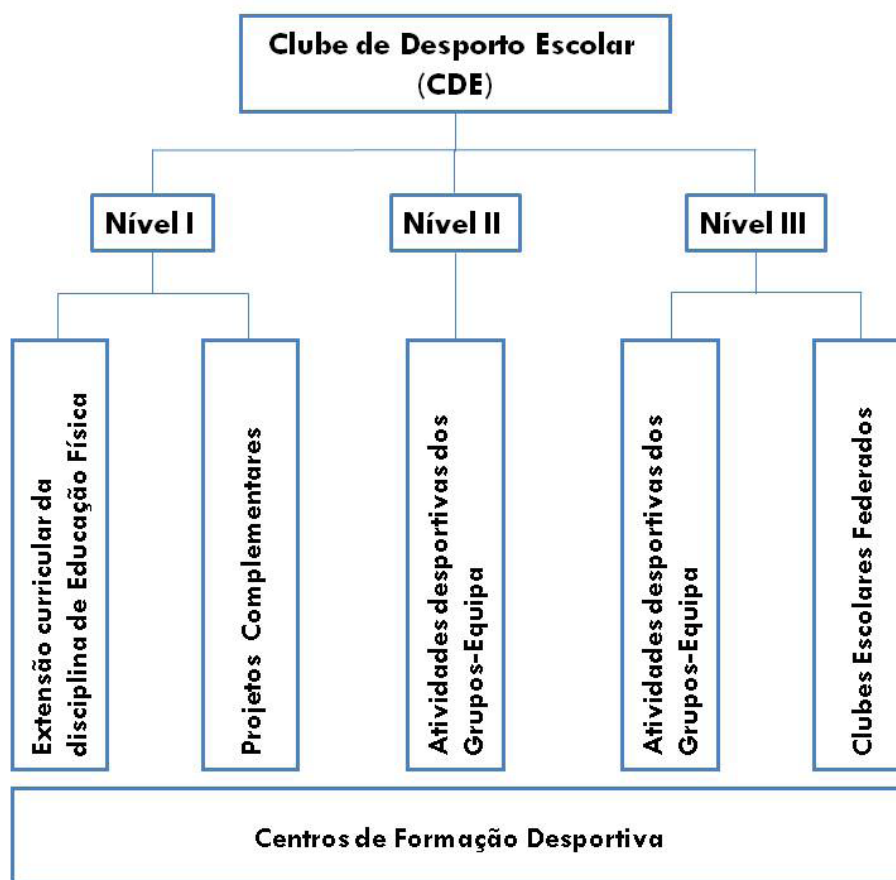 Clube de Desporto Escolar
(CDE)
Nível I
Nível II
Nível III
Extensão curricular da
disciplina de Educação Física
Projetos Complementares
Atividades desportivas dos
Grupos-Equipa
Atividades desportivas dos
Grupos-Equipa
Clubes Escolares Federados
Centros de Formação Desportiva